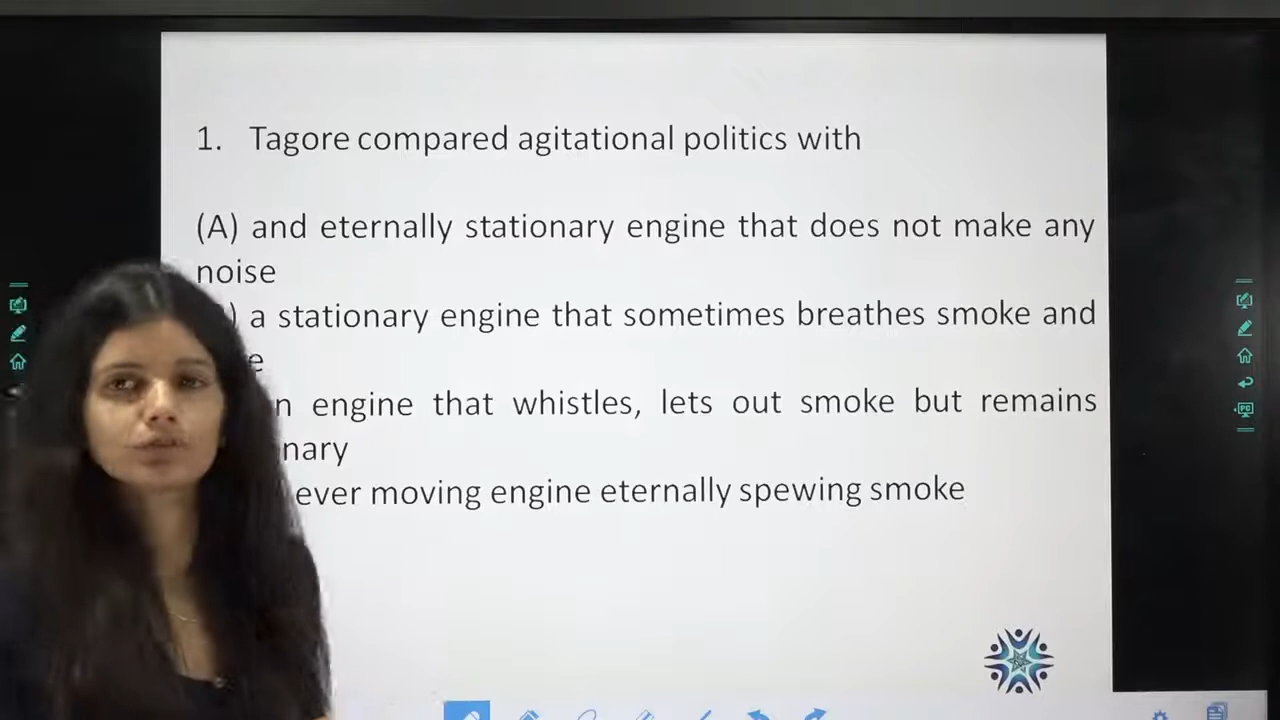 1. Tagore compared agitational politics with
(A) and eternally stationary engine that does not make any
noise
) a stationary engine that sometimes breathes smoke and
engine that whistles, lets out smoke but remains
ever moving engine eternally spewing smoke